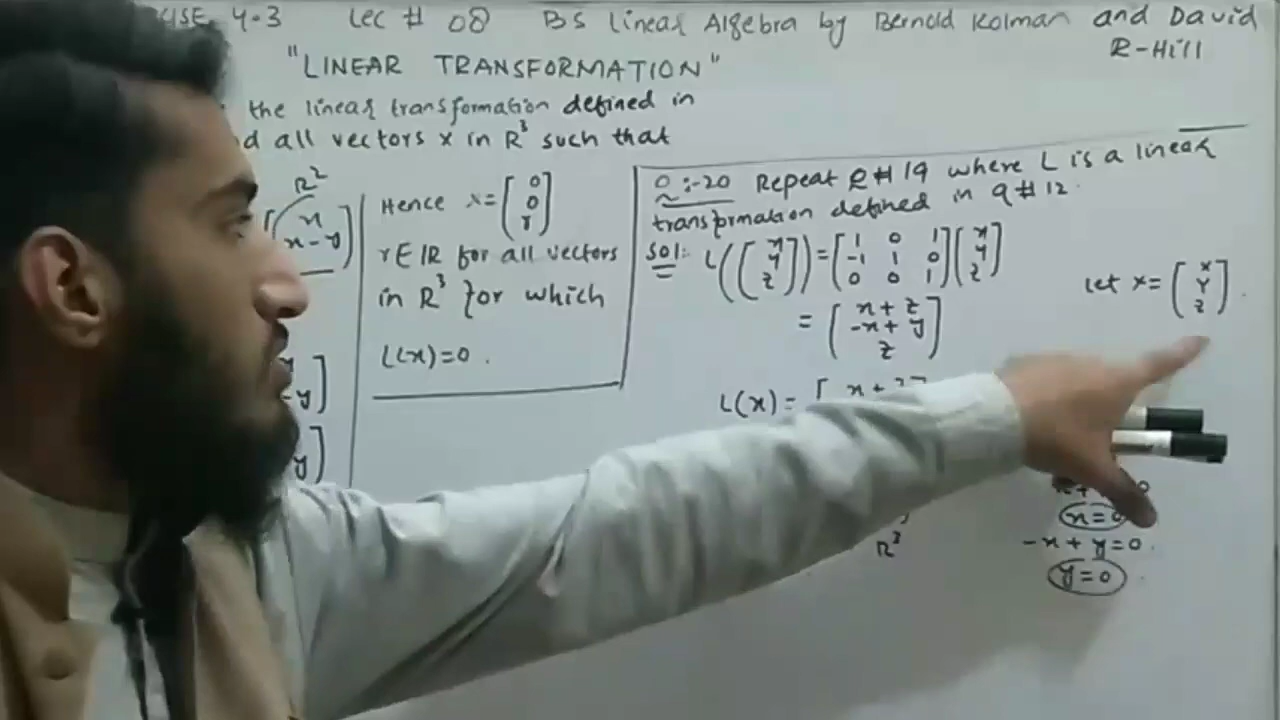 4.3 Lec # 08 BS Linear Algebra by Bernold Kolman and David
R-Hill
"LINEAR TRANSFORMATION"
the linear transformation defined in
all vectors x in R³ such that
R²
[x
x-y]
Hence x = [0
0
r]
r∈IR for all vectors
in R³ for which
L(x)=0.
Q:-20 Repeat Q#19 where L is a linear
transformation defined in q#12.
Sol: L([x
y
z]) = [1 0 1
-1 1 0
0 0 1][x
y
z]
= [x+z
-x+y
z]
let x = [x
y
z].
L(x) = [x+z]
y]
y]
R³
x=0
-x+y=0.
y=0